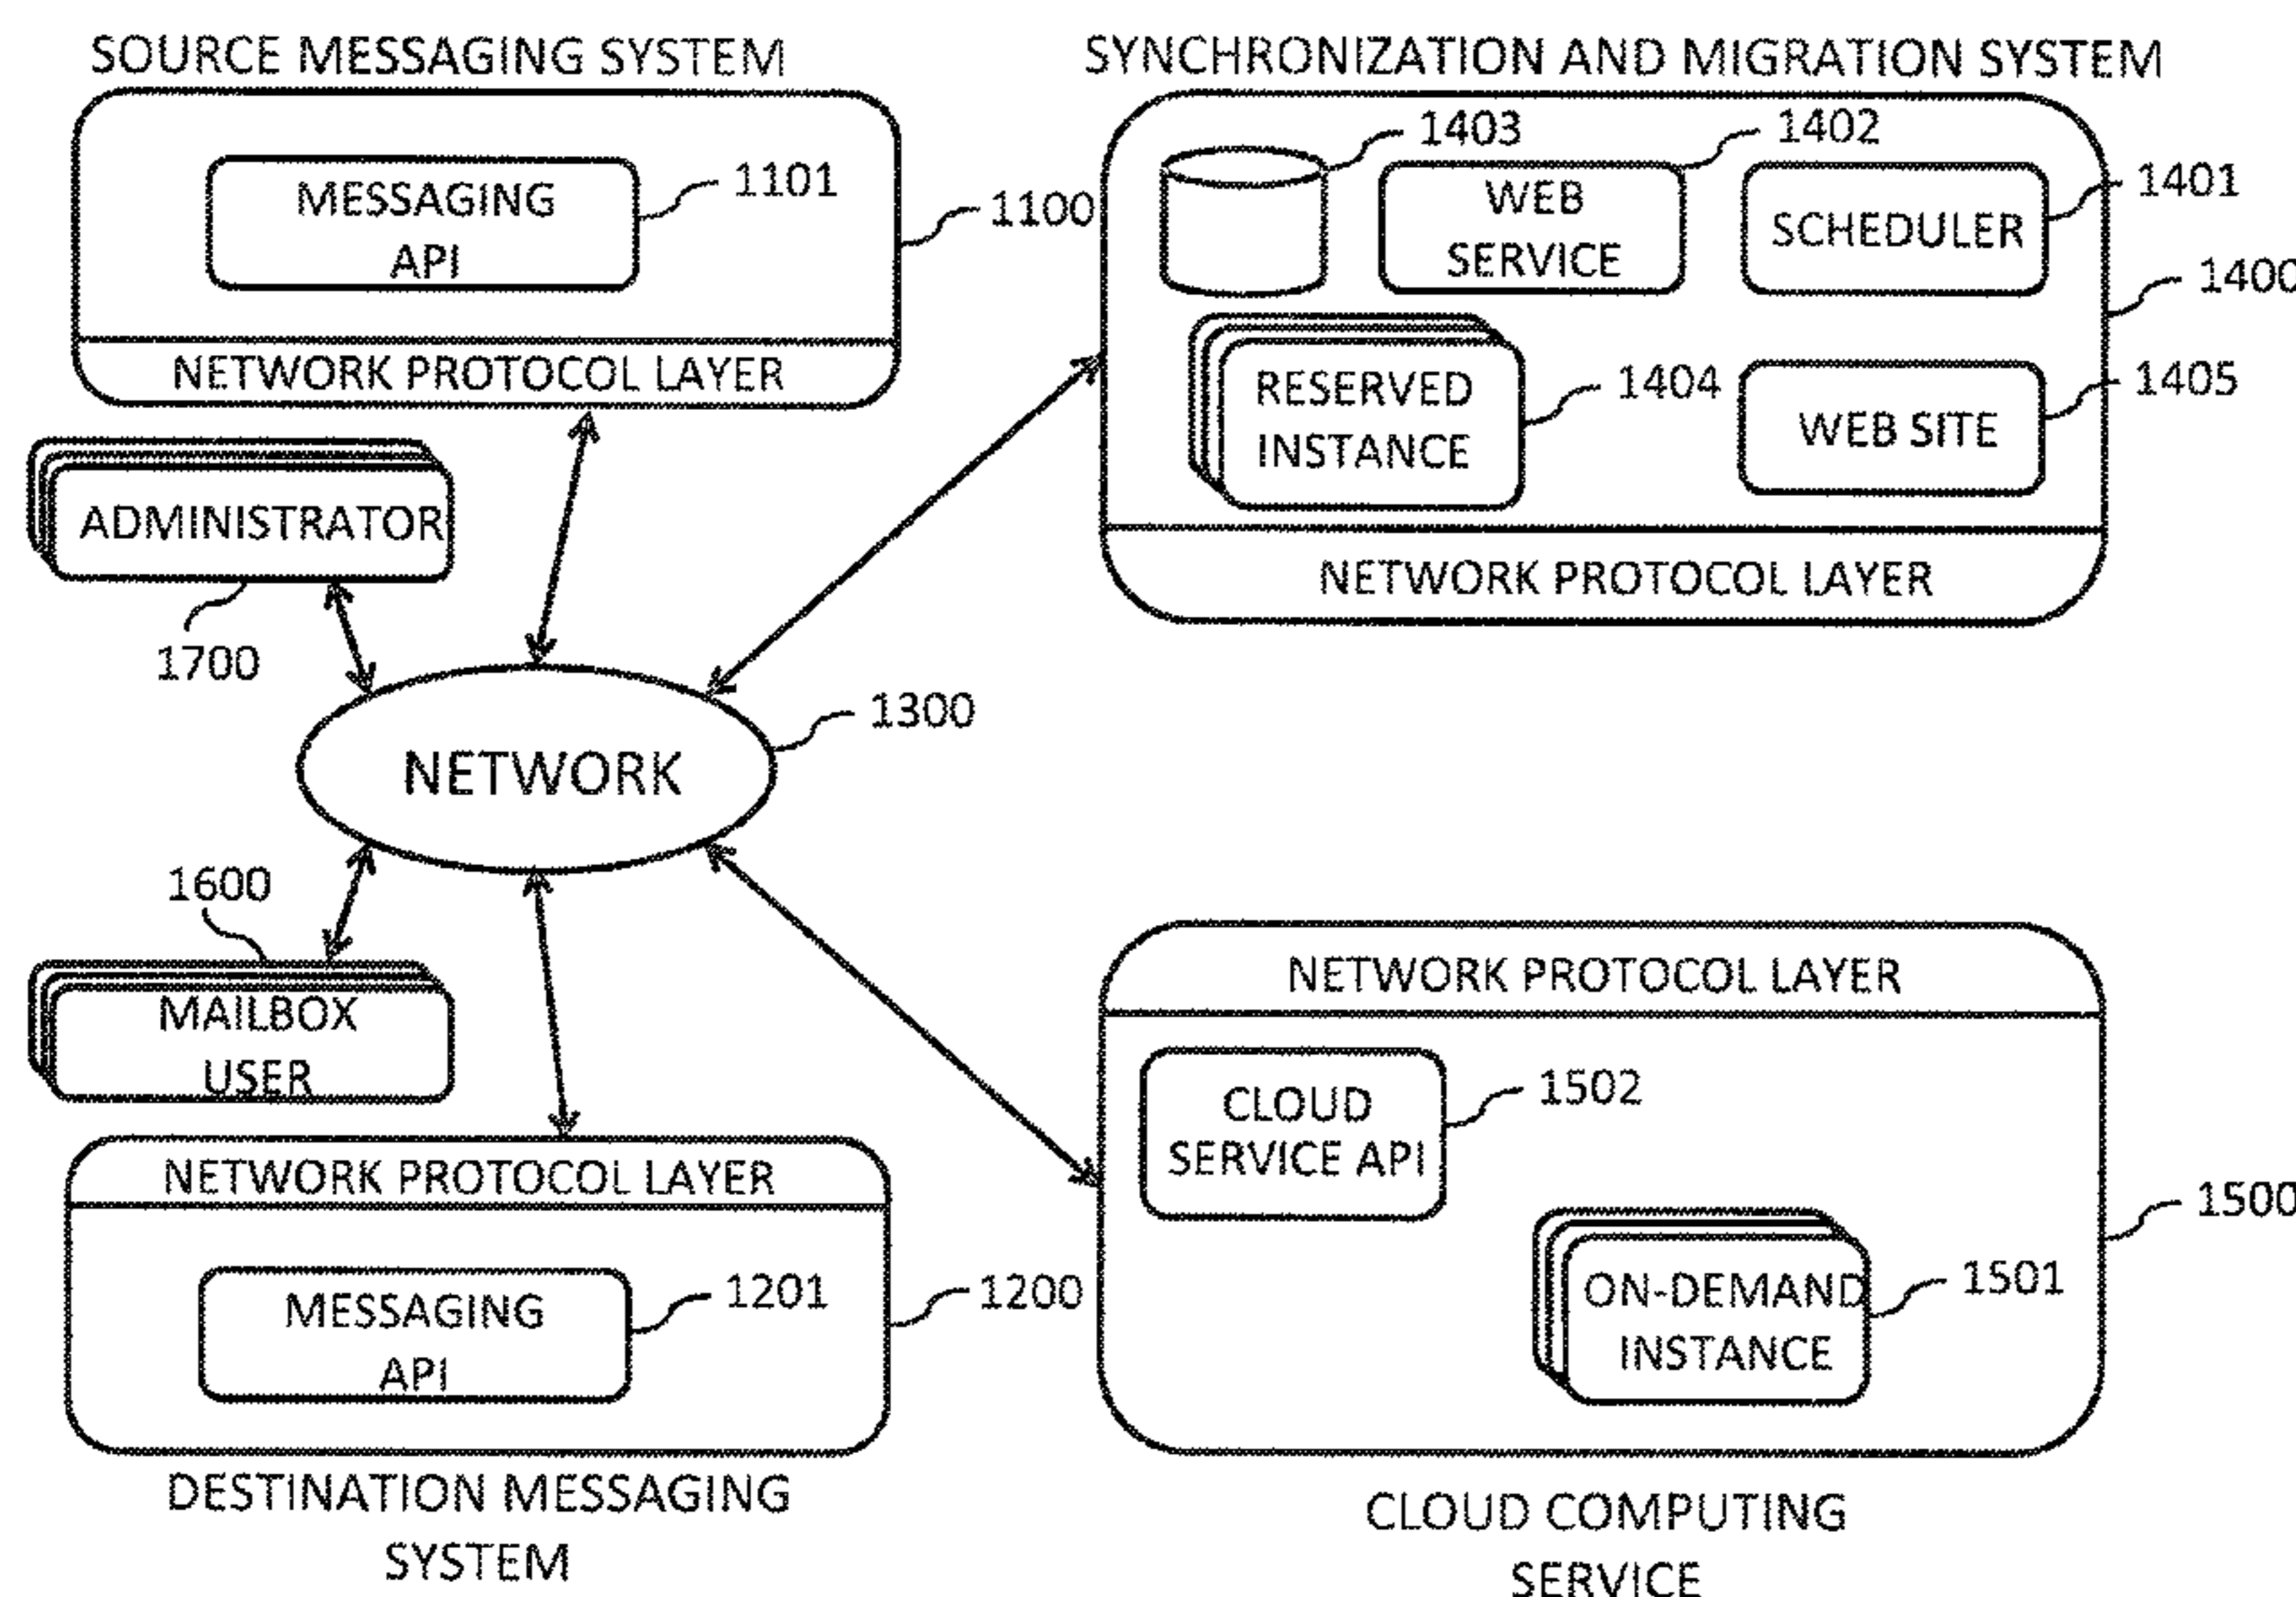 SOURCE MESSAGING SYSTEM
MESSAGING
API
1101
1100
NETWORK PROTOCOL LAYER
SYNCHRONIZATION AND MIGRATION SYSTEM
1403
1402
WEB
SERVICE
1401
SCHEDULER
1400
RESERVED
INSTANCE
1404
1405
WEB SITE
NETWORK PROTOCOL LAYER
ADMINISTRATOR
1700
1300
NETWORK
1600
MAILBOX
USER
NETWORK PROTOCOL LAYER
MESSAGING
API
1201
1200
DESTINATION MESSAGING
SYSTEM
NETWORK PROTOCOL LAYER
CLOUD
SERVICE API
1502
1500
ON-DEMAND
INSTANCE
1501
CLOUD COMPUTING
SERVICE